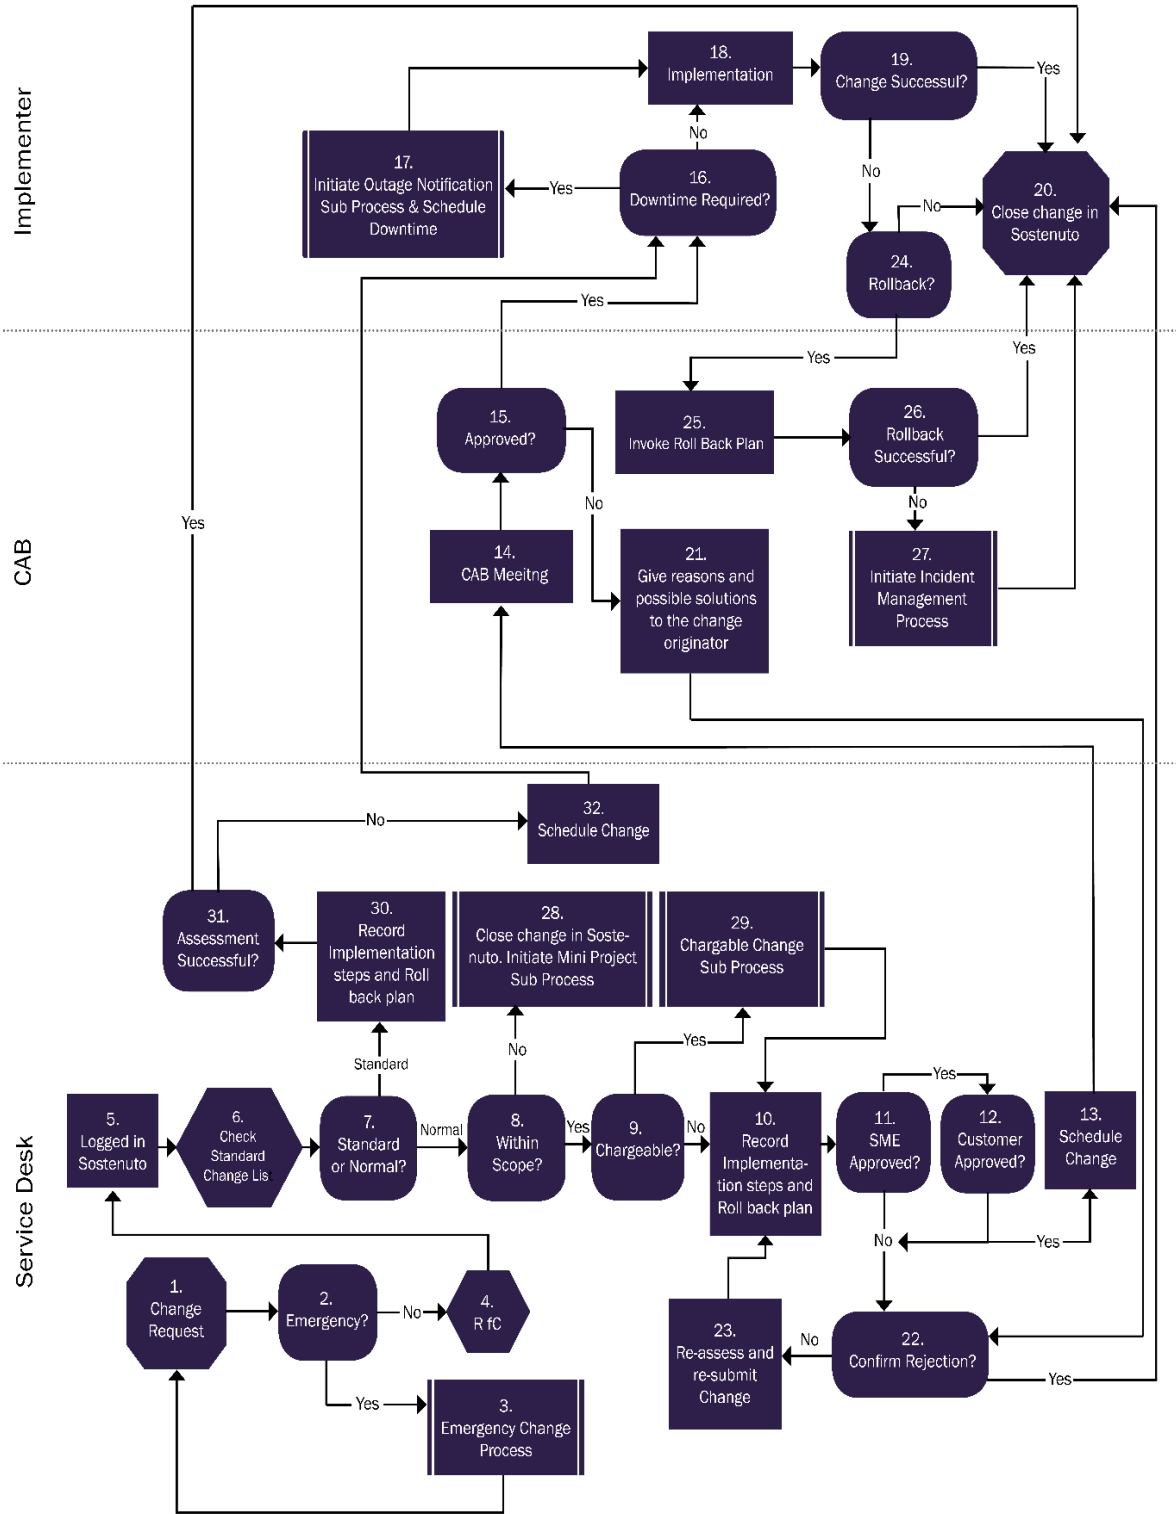 Implementer
18.
Implementation
19.
Change Successul?
Yes
No
No
17.
Initiate Outage Notification
Sub Process & Schedule
Downtime
Yes
16.
Downtime Required?
20.
Close change in
Sostenuto
No
24.
Rollback?
Yes
CAB
Yes
Yes
15.
Approved?
25.
Invoke Roll Back Plan
26.
Rollback
Successful?
Yes
No
No
14.
CAB Meeitng
21.
Give reasons and
possible solutions
to the change
originator
27.
Initiate Incident
Management
Process
Service Desk
32.
Schedule Change
No
31.
Assessment
Successful?
30.
Record
Implementation
steps and Roll
back plan
28.
Close change in Soste-
nuto. Initiate Mini Project
Sub Process
29.
Chargable Change
Sub Process
Standard
No
Yes
5.
Logged in
Sostenuto
6.
Check
Standard
Change List
7.
Standard
or Normal?
Normal
8.
Within
Scope?
Yes
9.
Chargeable?
No
10.
Record
Implementa-
tion steps and
Roll back plan
11.
SME
Approved?
Yes
12.
Customer
Approved?
13.
Schedule
Change
No
Yes
1.
Change
Request
2.
Emergency?
No
4.
R fC
23.
Re-assess and
re-submit
Change
No
22.
Confirm Rejection?
Yes
Yes
3.
Emergency Change
Process